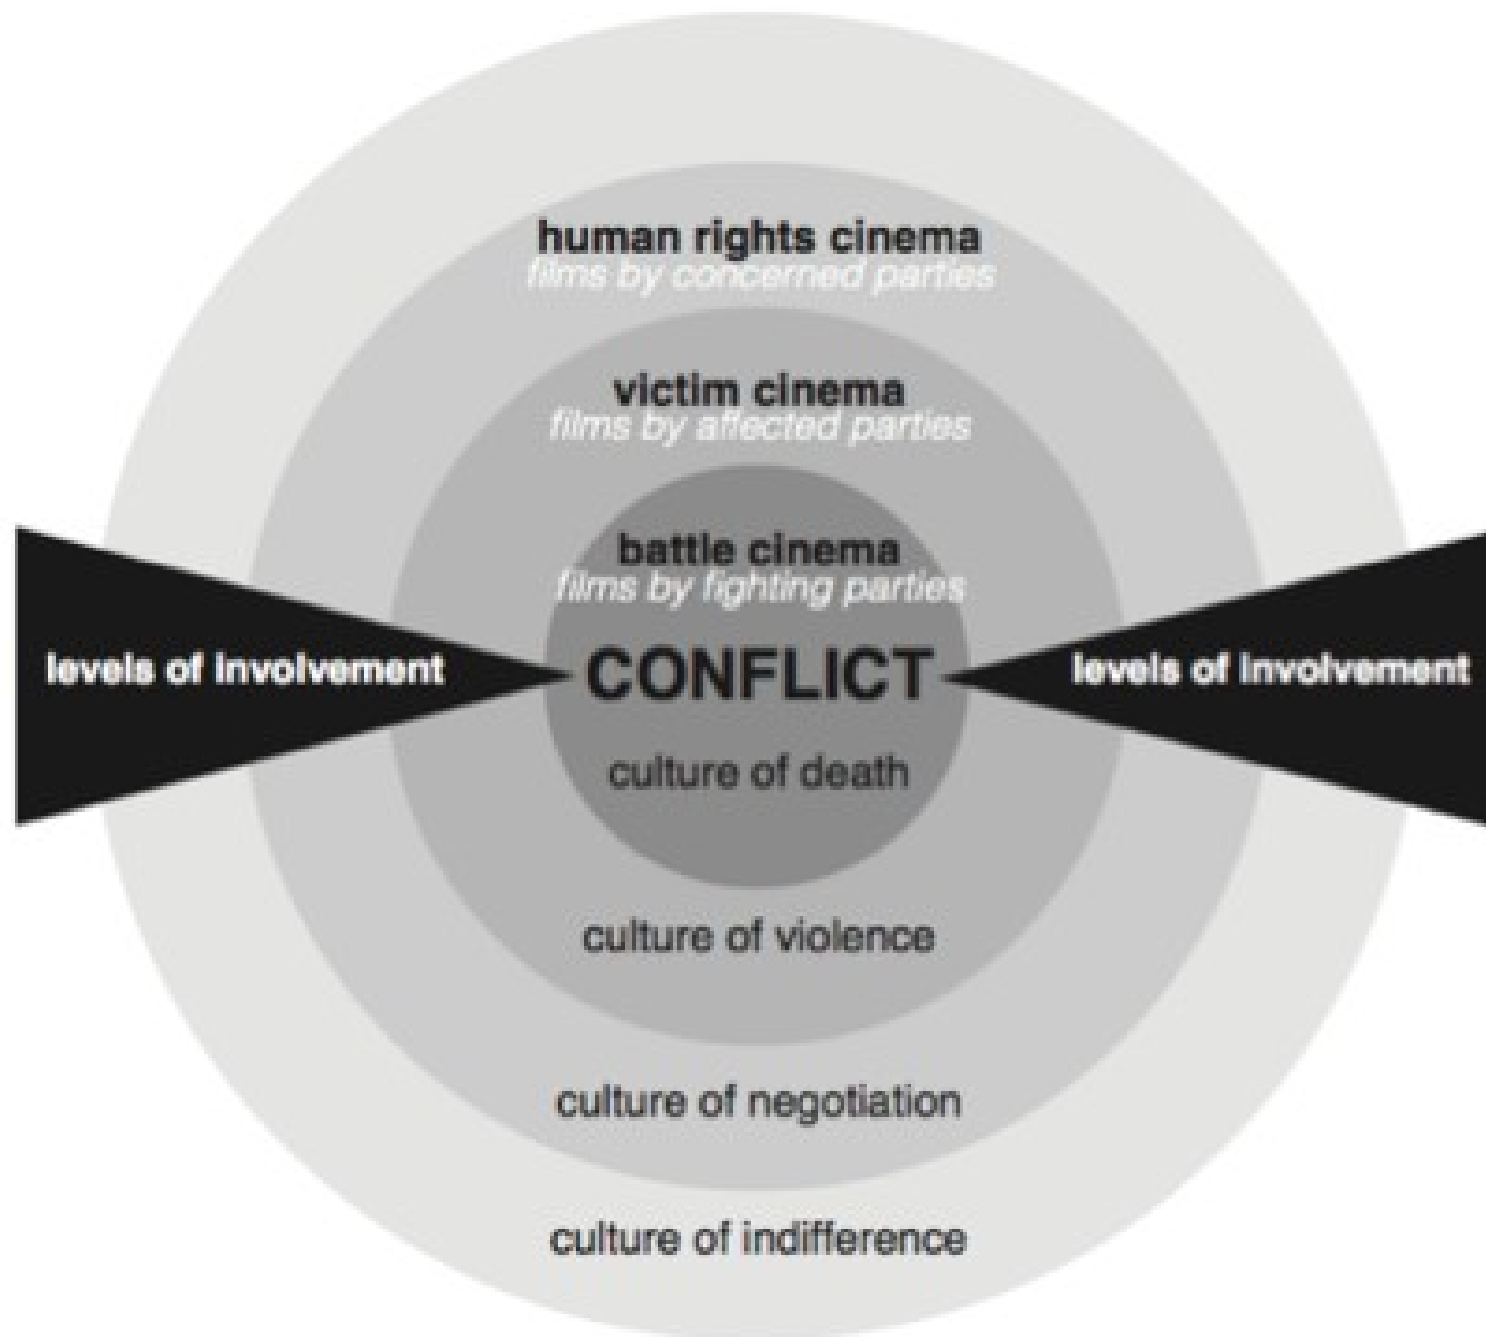 human rights cinema
films by concerned parties
victim cinema
films by affected parties
battle cinema
films by fighting parties
levels of involvement
CONFLICT
levels of involvement
culture of death
culture of violence
culture of negotiation
culture of indifference